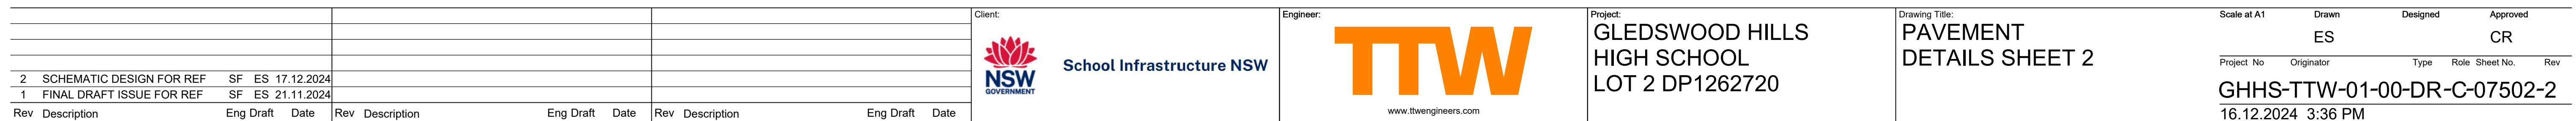 2 SCHEMATIC DESIGN FOR REF SF ES 17.12.2024
1 FINAL DRAFT ISSUE FOR REF SF ES 21.11.2024
Rev Description Eng Draft Date Rev Description Eng Draft Date Rev Description Eng Draft Date
Client:
NSW
GOVERNMENT
School Infrastructure NSW
Engineer:
TTW
www.ttwengineers.com
Project:
GLEDSWOOD HILLS
HIGH SCHOOL
LOT 2 DP1262720
Drawing Title:
PAVEMENT
DETAILS SHEET 2
Scale at A1 Drawn Designed Approved
ES CR
Project No Originator Type Role Sheet No. Rev
GHHS-TTW-01-00-DR-C-07502-2
16.12.2024 3:36 PM